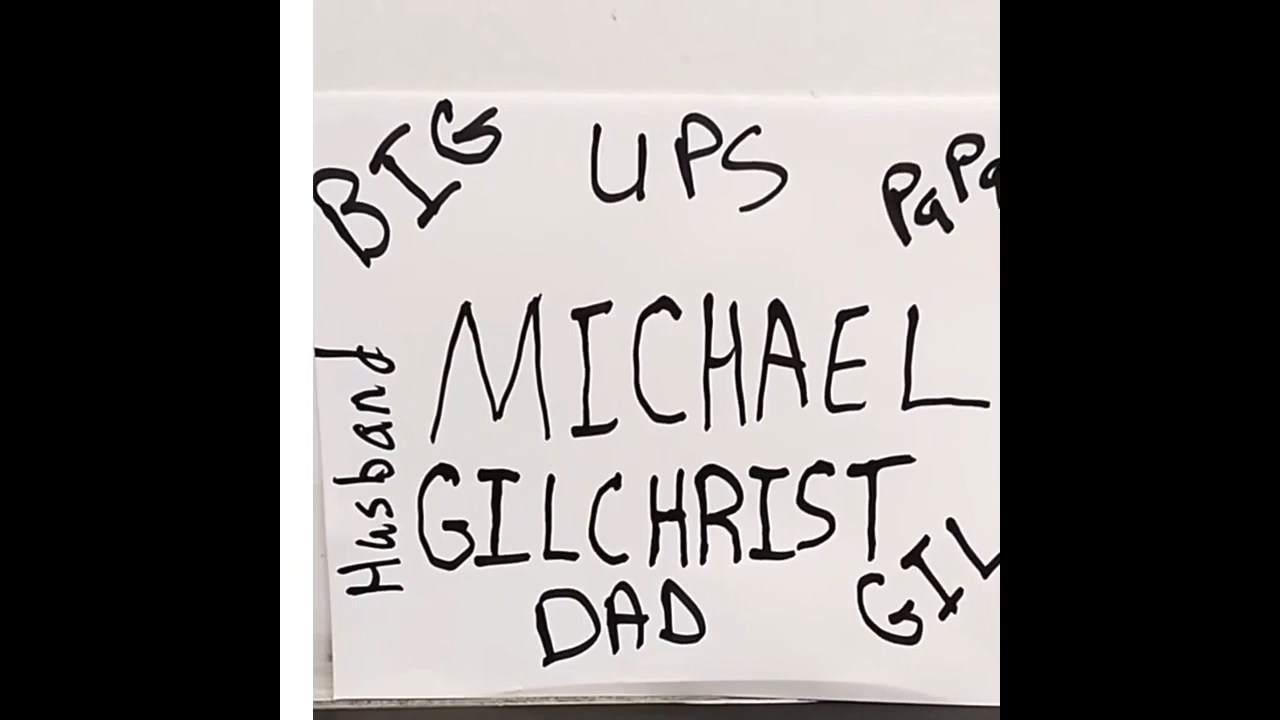 BIG UPS PaPa
MICHAEL
Husband
GILCHRIST
GIL
DAD